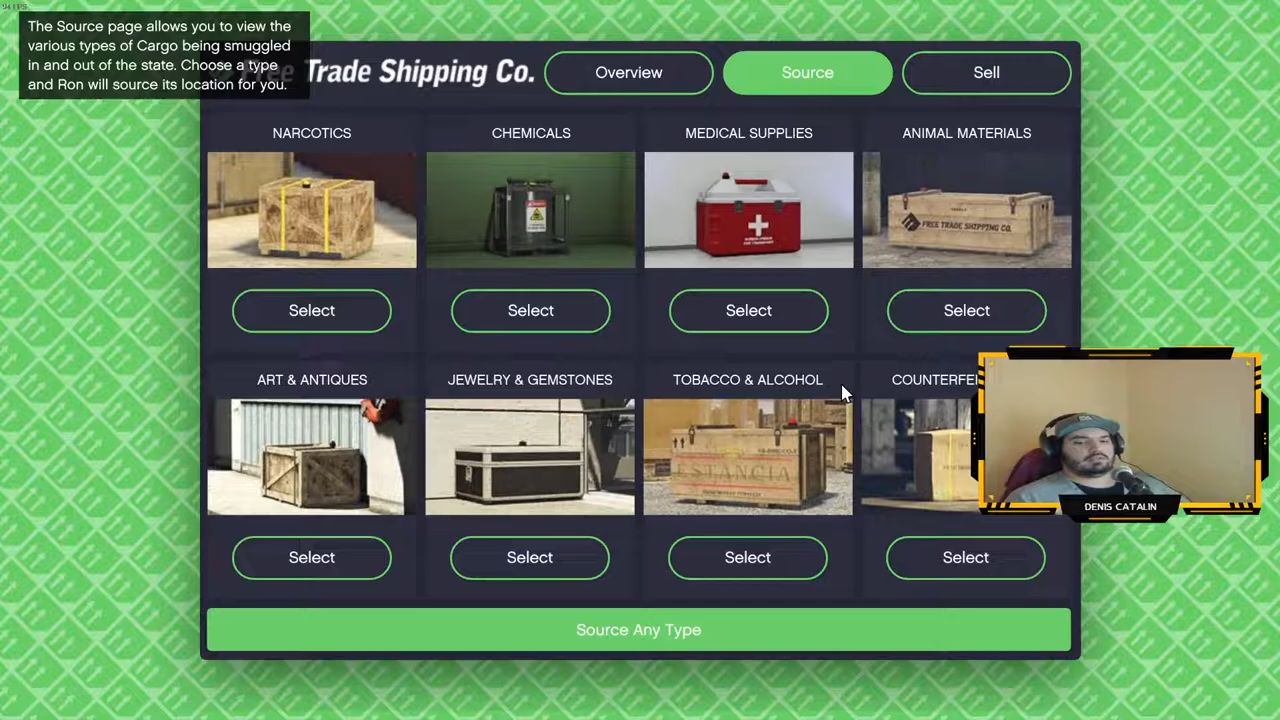 94 FPS
The Source page allows you to view the
various types of Cargo being smuggled
in and out of the state. Choose a type
and Ron will source its location for you.
Free Trade Shipping Co.
Overview
Source
Sell
NARCOTICS
CHEMICALS
MEDICAL SUPPLIES
ANIMAL MATERIALS
FREE TRADE SHIPPING CO.
Select
Select
Select
Select
ART & ANTIQUES
JEWELRY & GEMSTONES
TOBACCO & ALCOHOL
COUNTERFEI
ESTANCIA
DENIS CATALIN
Select
Select
Select
Select
Source Any Type